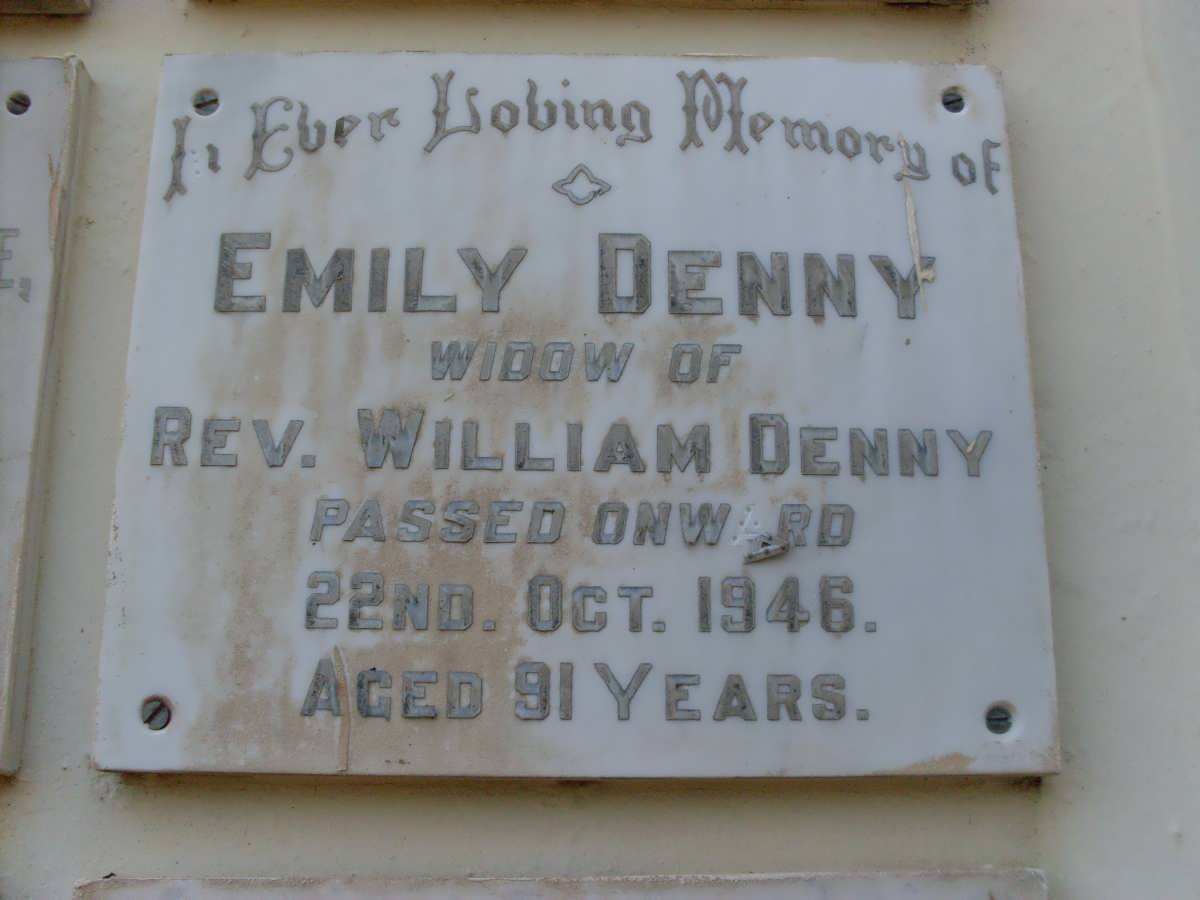 In Ever Loving Memory of
EMILY DENNY
WIDOW OF
REV. WILLIAM DENNY
PASSED ONWARD
22ND. OCT. 1946.
AGED 91 YEARS.